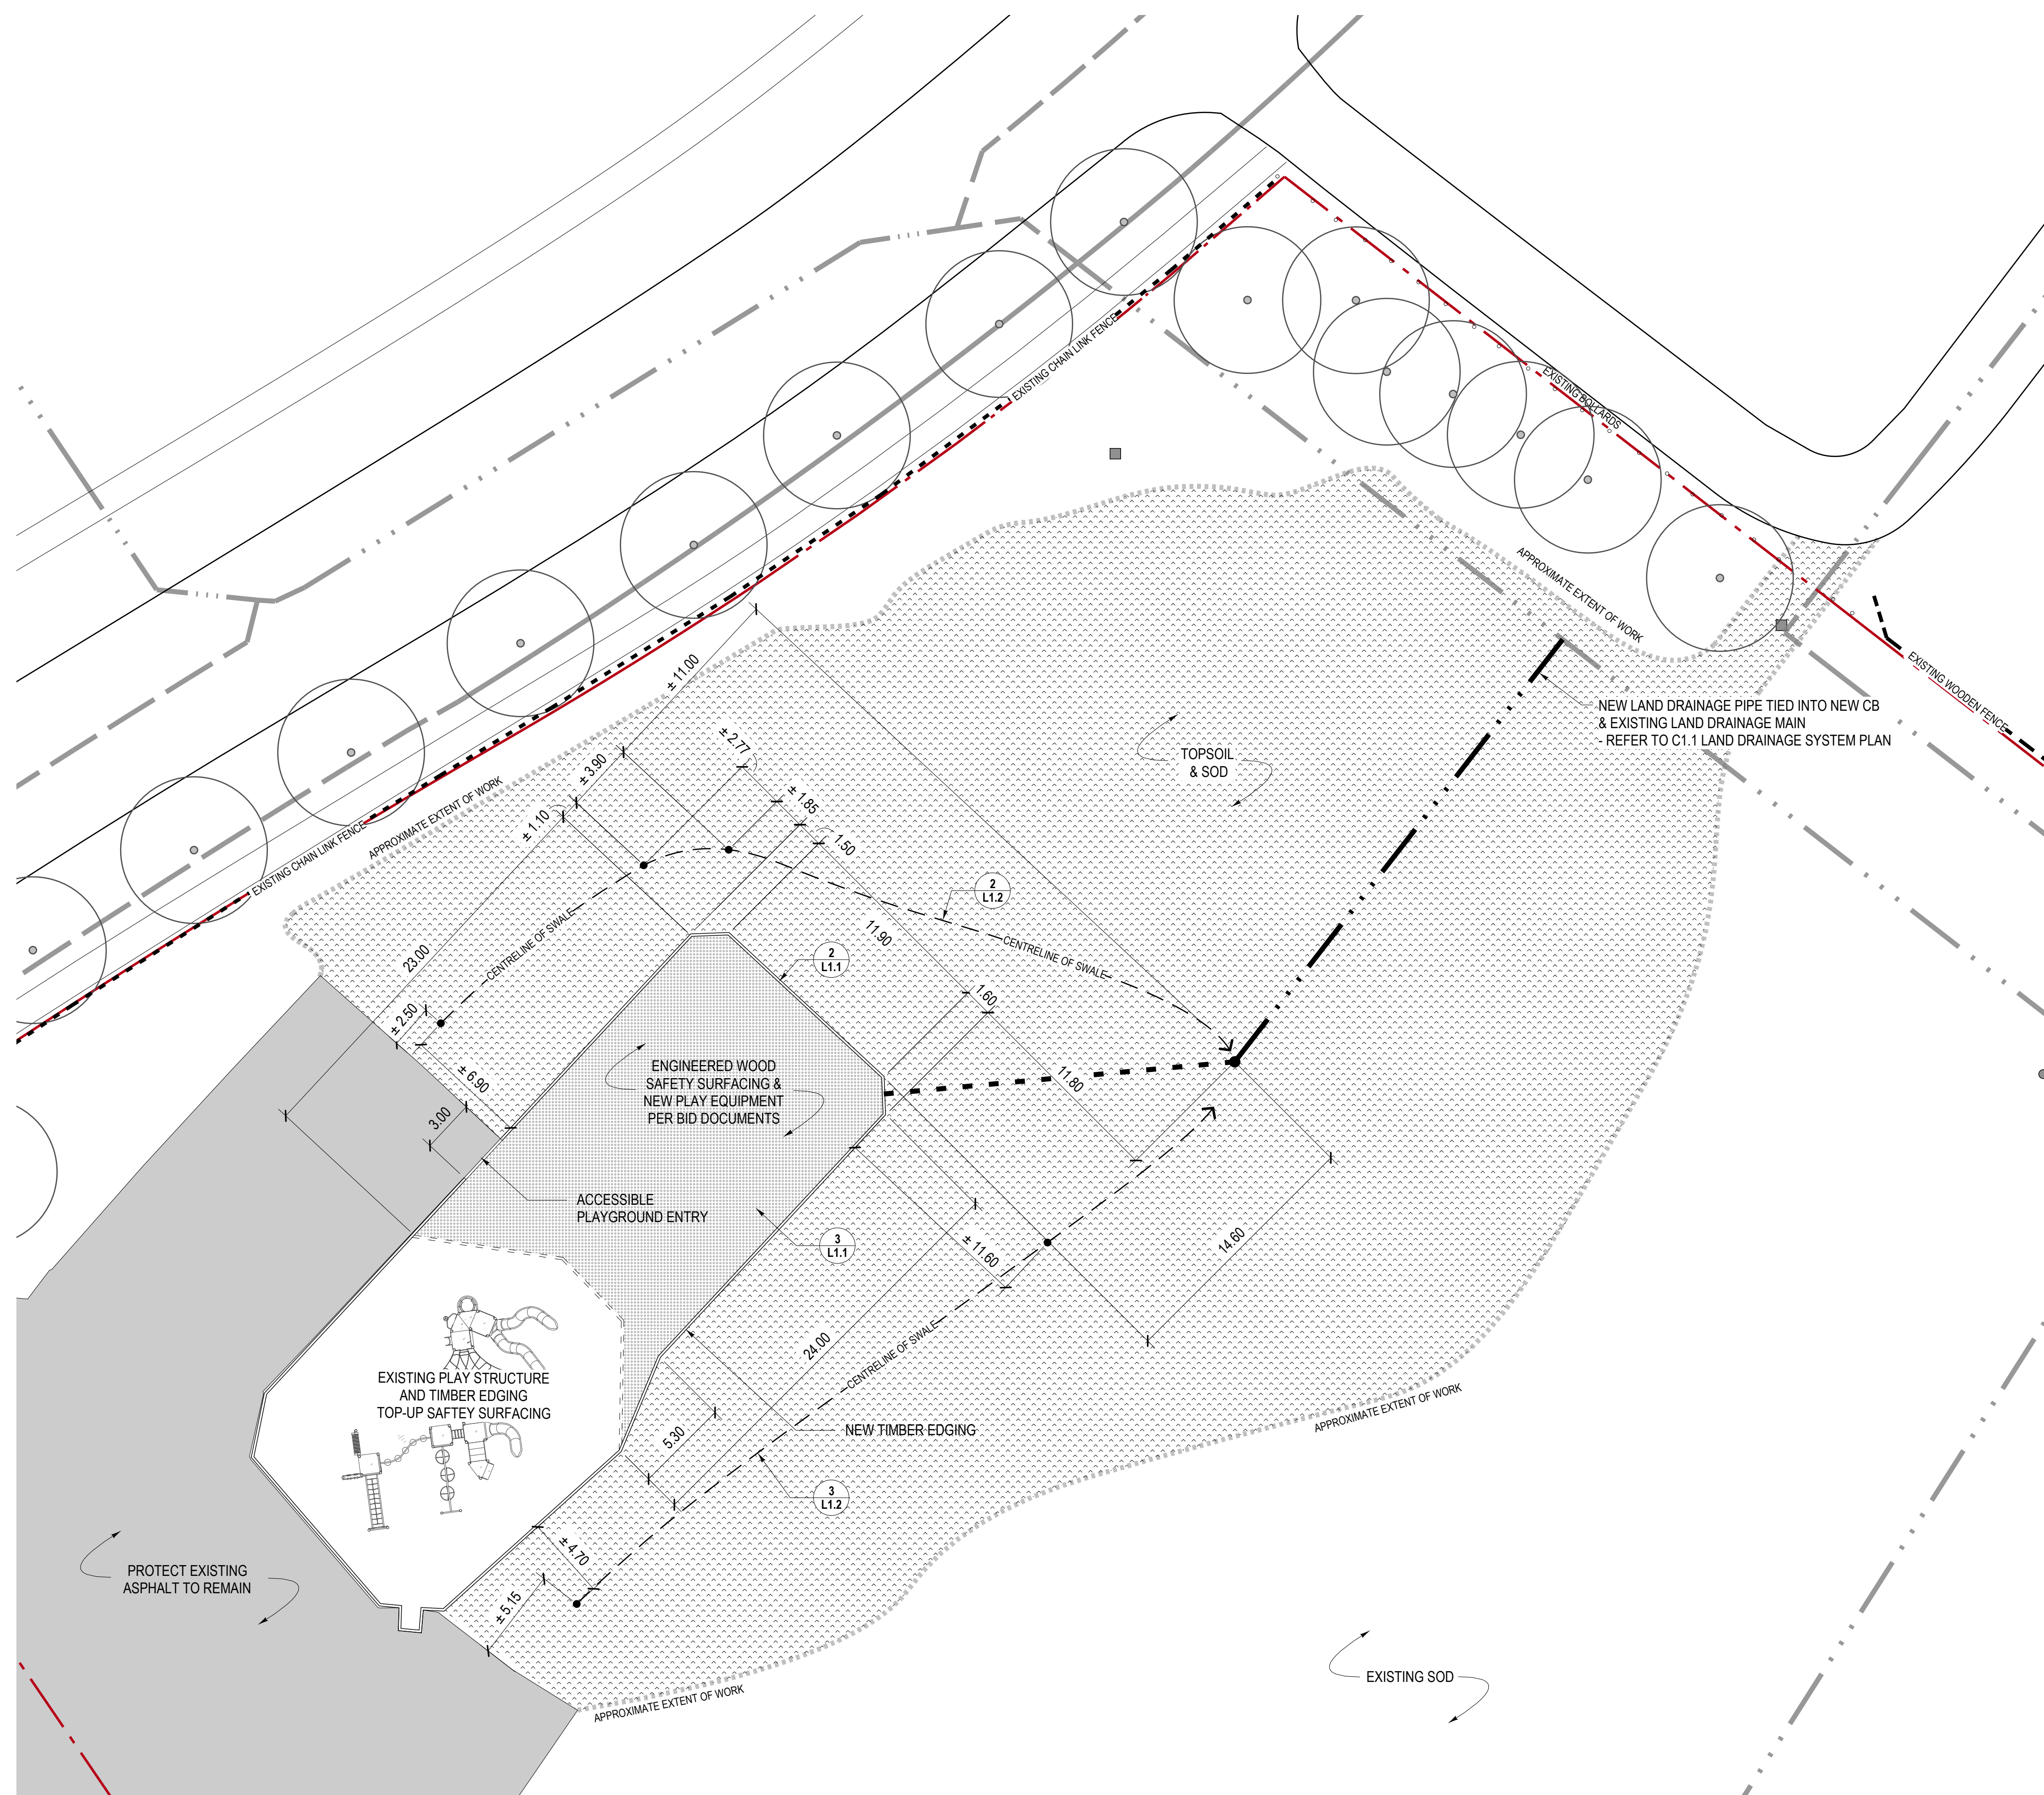 EXISTING CHAIN LINK FENCE
EXISTING BOLLARDS
APPROXIMATE EXTENT OF WORK
EXISTING WOODEN FENCE
NEW LAND DRAINAGE PIPE TIED INTO NEW CB
& EXISTING LAND DRAINAGE MAIN
- REFER TO C1.1 LAND DRAINAGE SYSTEM PLAN
± 11.00
TOPSOIL
& SOD
± 2.77
± 3.90
± 1.85
± 1.10
1.50
APPROXIMATE EXTENT OF WORK
EXISTING CHAIN LINK FENCE
2
L1.2
11.90
CENTRELINE OF SWALE
CENTRELINE OF SWALE
23.00
2
L1.1
1.60
± 2.50
± 6.90
3.00
ENGINEERED WOOD
SAFETY SURFACING &
NEW PLAY EQUIPMENT
PER BID DOCUMENTS
11.80
ACCESSIBLE
PLAYGROUND ENTRY
3
L1.1
± 11.60
14.60
24.00
CENTRELINE OF SWALE
EXISTING PLAY STRUCTURE
AND TIMBER EDGING
TOP-UP SAFTEY SURFACING
APPROXIMATE EXTENT OF WORK
NEW TIMBER EDGING
5.30
3
L1.2
± 4.70
± 5.15
PROTECT EXISTING
ASPHALT TO REMAIN
EXISTING SOD
APPROXIMATE EXTENT OF WORK